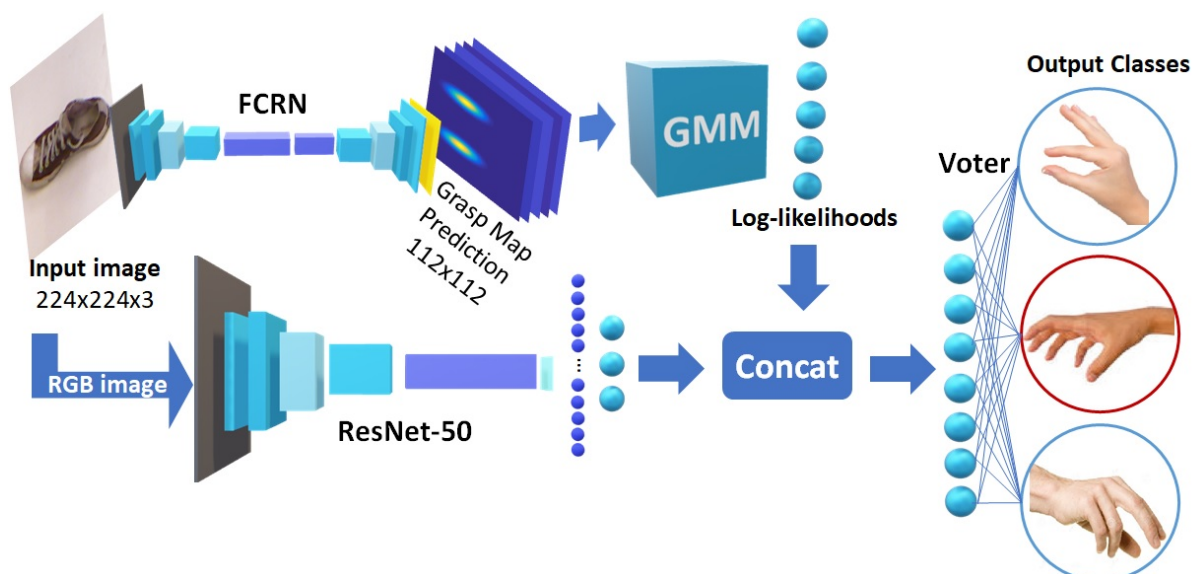 FCRN
GMM
Output Classes
Voter
Grasp Map
Prediction
112x112
Log-likelihoods
Input image
224x224x3
RGB image
ResNet-50
Concat